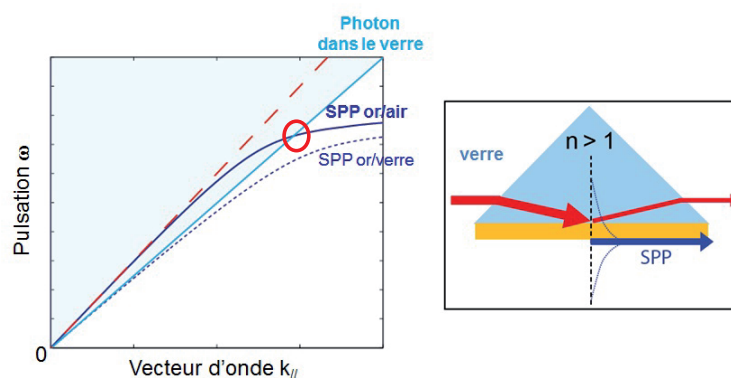 Photon
dans le verre
SPP or/air
SPP or/verre
Pulsation ω
0
Vecteur d'onde k//
verre
n > 1
SPP